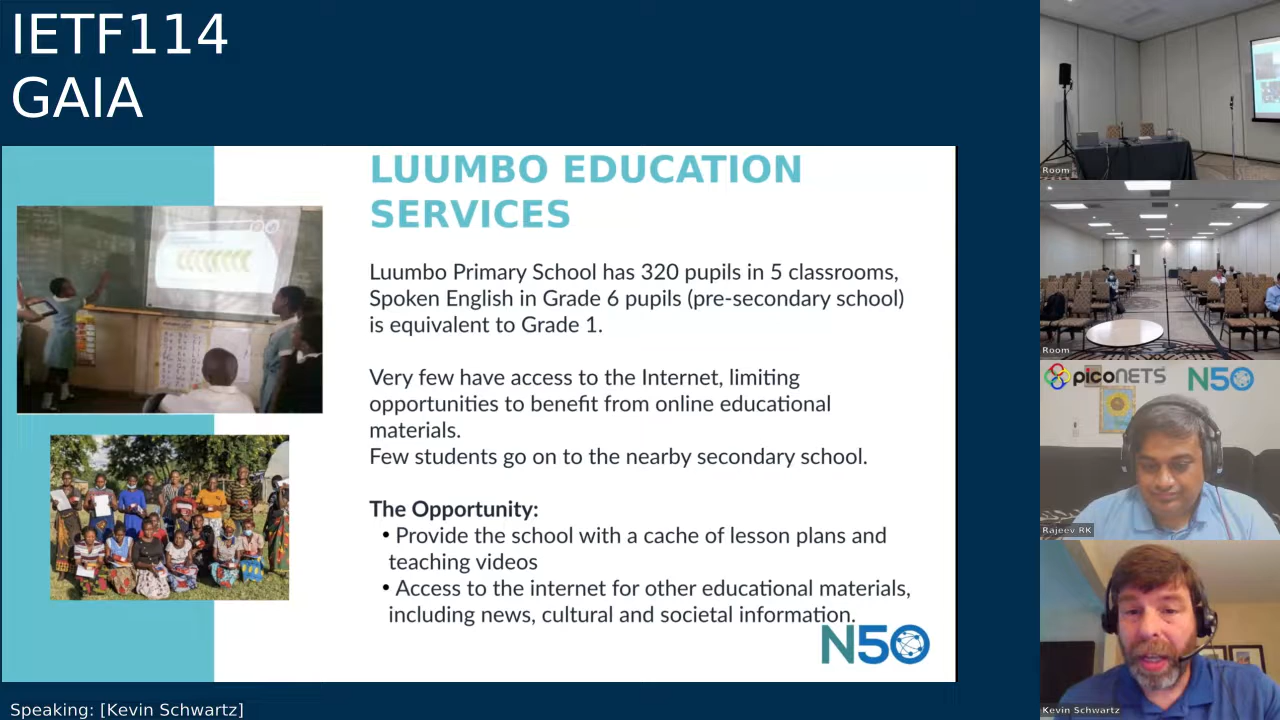 IETF114
GAIA
LUUMBO EDUCATION
SERVICES
Luumbo Primary School has 320 pupils in 5 classrooms,
Spoken English in Grade 6 pupils (pre-secondary school)
is equivalent to Grade 1.
Very few have access to the Internet, limiting
opportunities to benefit from online educational
materials.
Few students go on to the nearby secondary school.
The Opportunity:
• Provide the school with a cache of lesson plans and
teaching videos
• Access to the internet for other educational materials,
including news, cultural and societal information.
N50
Speaking: [Kevin Schwartz]
Room
Room
picoNETS N50
Rajeev RK
Kevin Schwartz